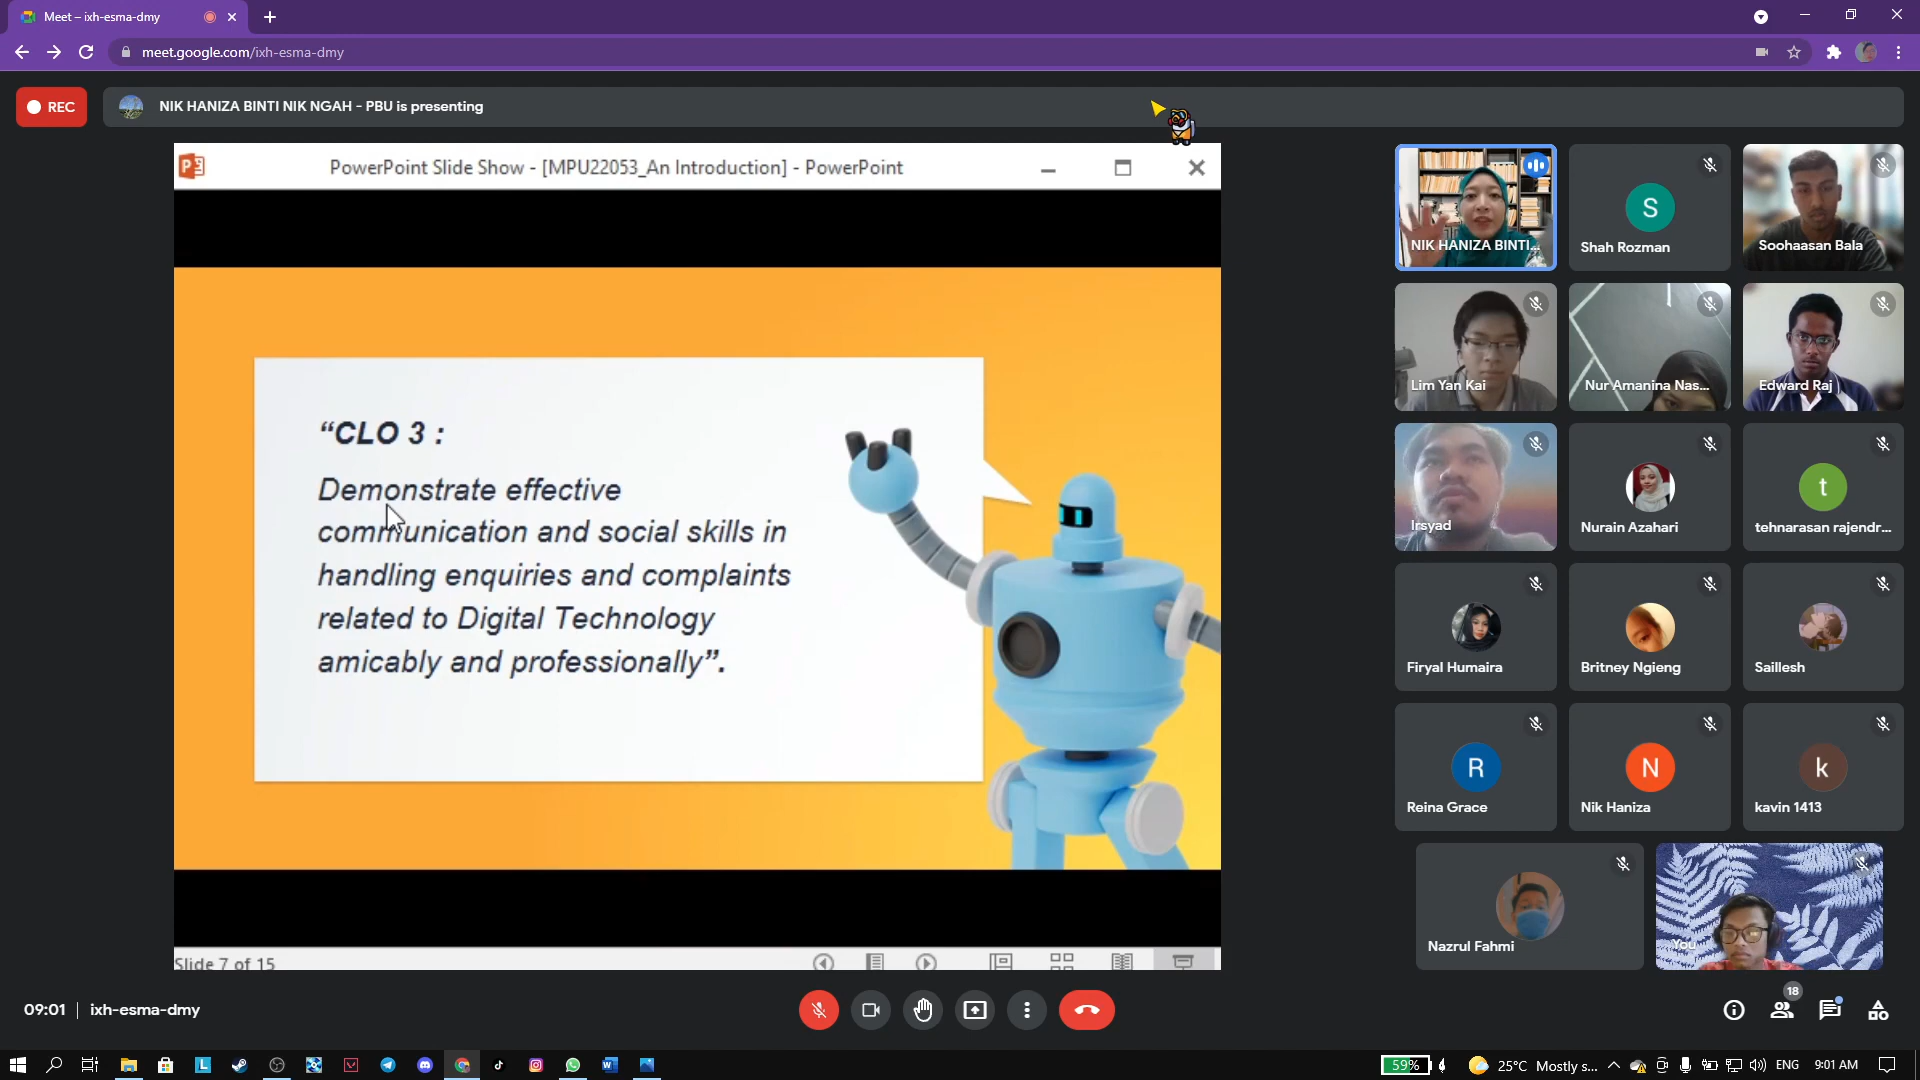 Meet – ixh-esma-dmy
meet.google.com/ixh-esma-dmy
REC
NIK HANIZA BINTI NIK NGAH - PBU is presenting
PowerPoint Slide Show - [MPU22053_An Introduction] - PowerPoint
“CLO 3 :
Demonstrate effective
communication and social skills in
handling enquiries and complaints
related to Digital Technology
amicably and professionally”.
Slide 7 of 15
NIK HANIZA BINTI...
S
Shah Rozman
Soohaasan Bala
Lim Yan Kai
Nur Amanina Nas...
Edward Raj
Irsyad
Nurain Azahari
t
tehnarasan rajendr...
Firyal Humaira
Britney Ngieng
Saillesh
R
Reina Grace
N
Nik Haniza
k
kavin 1413
Nazrul Fahmi
You
09:01 | ixh-esma-dmy
18
59%
25°C Mostly s...
ENG
9:01 AM